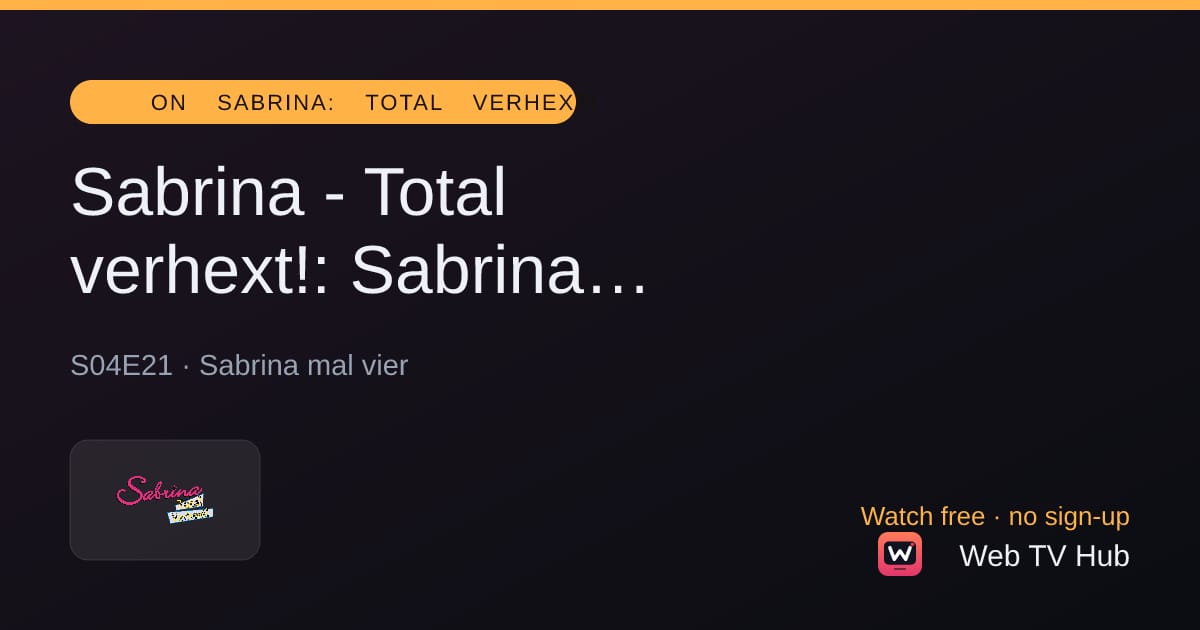 ON SABRINA: TOTAL VERHEX
Sabrina - Total
verhext!: Sabrina…
S04E21 · Sabrina mal vier
Sabrina
Watch free · no sign-up
Web TV Hub